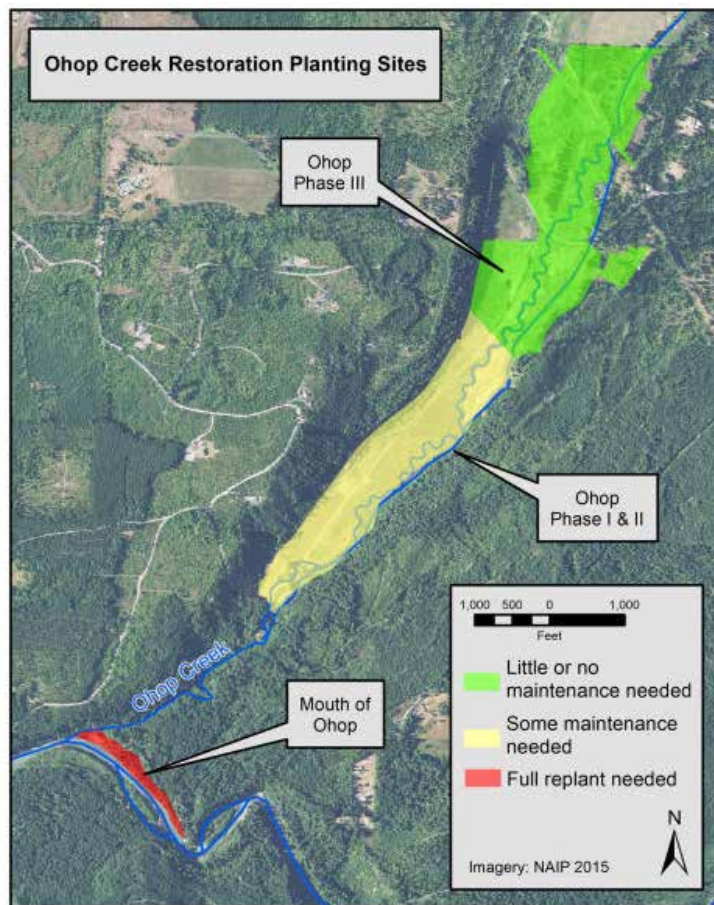 Ohop Creek Restoration Planting Sites
Ohop
Phase III
Ohop
Phase I & II
Ohop Creek
Mouth of
Ohop
1,000 500 0 1,000
Feet
Little or no
maintenance needed
Some maintenance
needed
Full replant needed
N
Imagery: NAIP 2015